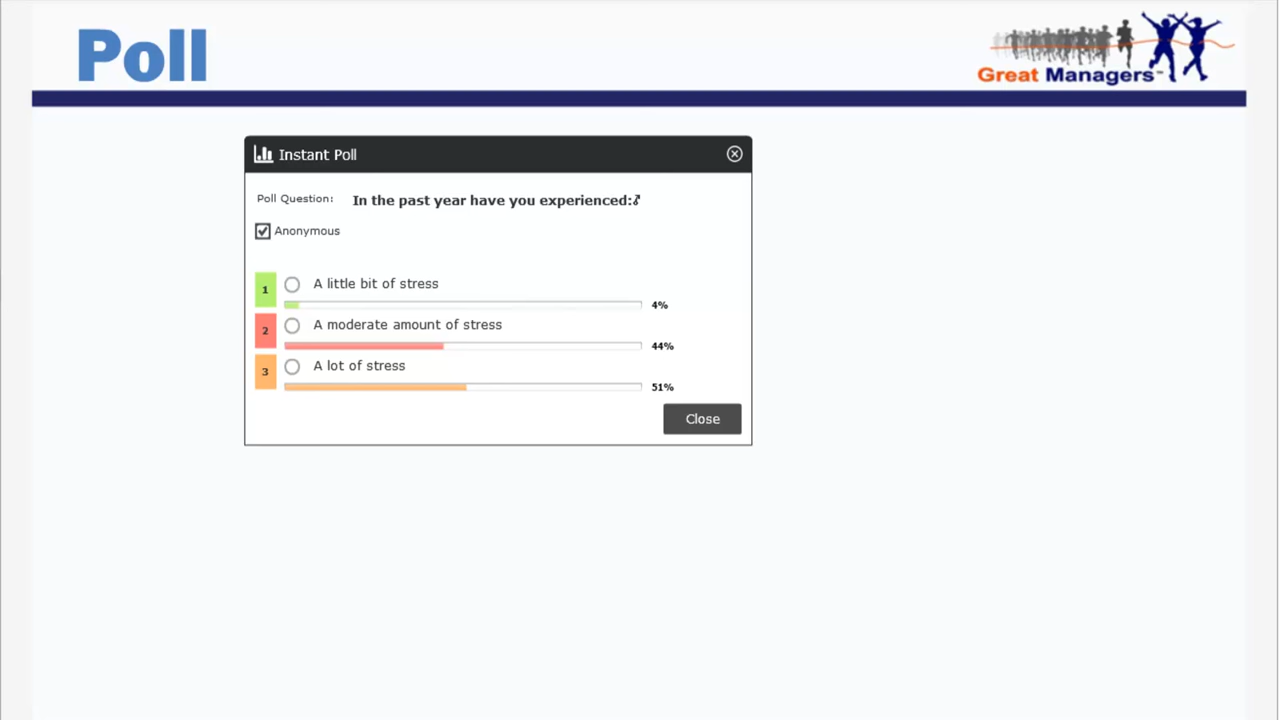 Poll
Great Managers™
Instant Poll
Poll Question: In the past year have you experienced:
Anonymous
1 A little bit of stress
4%
2 A moderate amount of stress
44%
3 A lot of stress
51%
Close